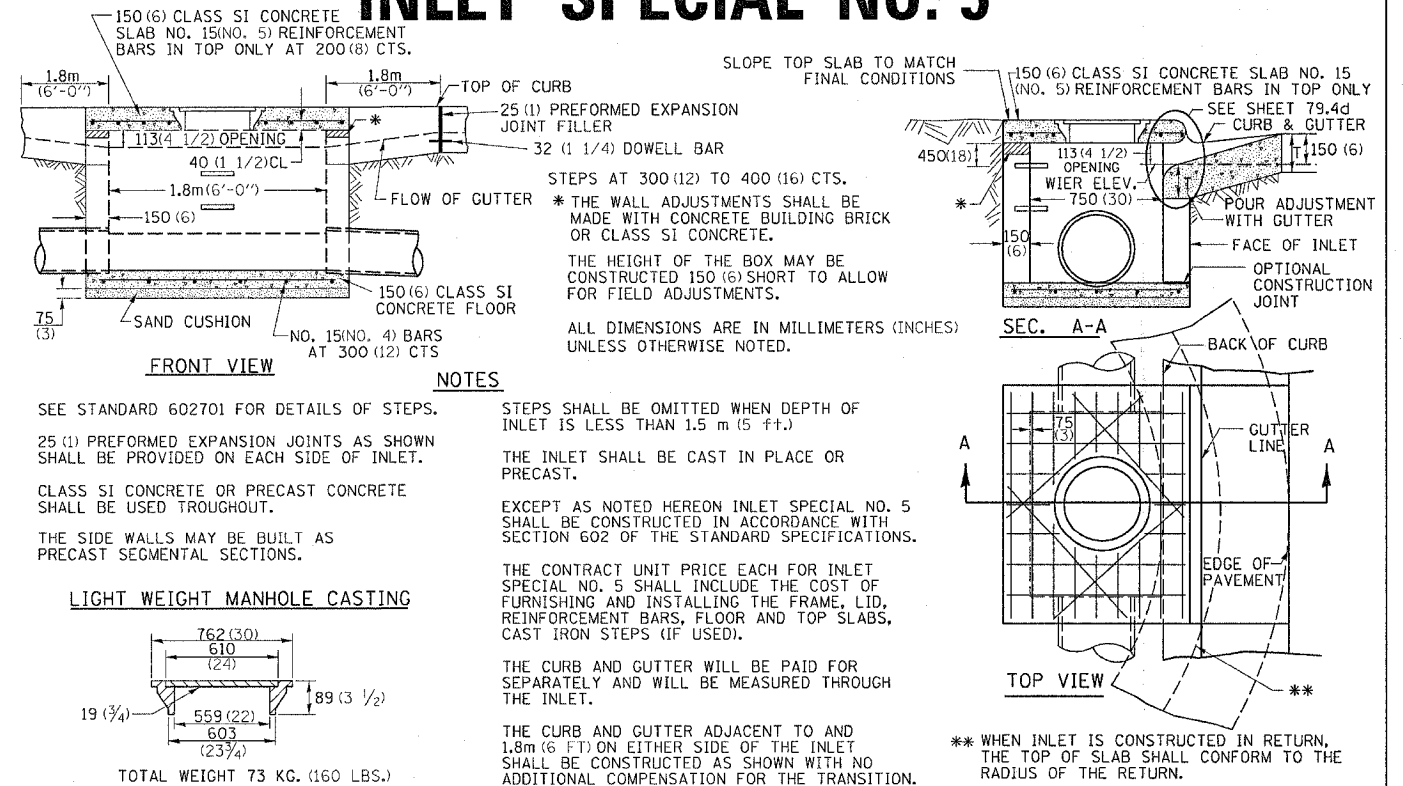 INLET SPECIAL NO. 5
150 (6) CLASS SI CONCRETE
SLAB NO. 15(NO. 5) REINFORCEMENT
BARS IN TOP ONLY AT 200(8) CTS.
1.8m
(6'-0")
1.8m
(6'-0")
TOP OF CURB
25 (1) PREFORMED EXPANSION
JOINT FILLER
*
113(4 1/2) OPENING
32 (1 1/4) DOWELL BAR
40 (1 1/2)CL
1.8m(6'-0")
FLOW OF GUTTER
150 (6)
150(6) CLASS SI
CONCRETE FLOOR
75
(3)
SAND CUSHION
NO. 15(NO. 4) BARS
AT 300 (12) CTS
FRONT VIEW
STEPS AT 300(12) TO 400 (16) CTS.
* THE WALL ADJUSTMENTS SHALL BE
MADE WITH CONCRETE BUILDING BRICK
OR CLASS SI CONCRETE.
THE HEIGHT OF THE BOX MAY BE
CONSTRUCTED 150 (6) SHORT TO ALLOW
FOR FIELD ADJUSTMENTS.
ALL DIMENSIONS ARE IN MILLIMETERS (INCHES)
UNLESS OTHERWISE NOTED.
SLOPE TOP SLAB TO MATCH
FINAL CONDITIONS
150 (6) CLASS SI CONCRETE SLAB NO. 15
(NO. 5) REINFORCEMENT BARS IN TOP ONLY
SEE SHEET 79.4d
CURB & GUTTER
450(18)
113(4 1/2)
OPENING
WIER ELEV.
750 (30)
T
150 (6)
T
*
POUR ADJUSTMENT
WITH GUTTER
150
(6)
FACE OF INLET
OPTIONAL
CONSTRUCTION
JOINT
SEC. A-A
NOTES
SEE STANDARD 602701 FOR DETAILS OF STEPS.
25 (1) PREFORMED EXPANSION JOINTS AS SHOWN
SHALL BE PROVIDED ON EACH SIDE OF INLET.
CLASS SI CONCRETE OR PRECAST CONCRETE
SHALL BE USED TROUGHOUT.
THE SIDE WALLS MAY BE BUILT AS
PRECAST SEGMENTAL SECTIONS.
LIGHT WEIGHT MANHOLE CASTING
762 (30)
610
(24)
89 (3 1/2)
19 (3/4)
559 (22)
603
(23 3/4)
TOTAL WEIGHT 73 KG. (160 LBS.)
STEPS SHALL BE OMITTED WHEN DEPTH OF
INLET IS LESS THAN 1.5 m (5 ft.)
THE INLET SHALL BE CAST IN PLACE OR
PRECAST.
EXCEPT AS NOTED HEREON INLET SPECIAL NO. 5
SHALL BE CONSTRUCTED IN ACCORDANCE WITH
SECTION 602 OF THE STANDARD SPECIFICATIONS.
THE CONTRACT UNIT PRICE EACH FOR INLET
SPECIAL NO. 5 SHALL INCLUDE THE COST OF
FURNISHING AND INSTALLING THE FRAME, LID,
REINFORCEMENT BARS, FLOOR AND TOP SLABS,
CAST IRON STEPS (IF USED).
THE CURB AND GUTTER WILL BE PAID FOR
SEPARATELY AND WILL BE MEASURED THROUGH
THE INLET.
THE CURB AND GUTTER ADJACENT TO AND
1.8m (6 FT) ON EITHER SIDE OF THE INLET
SHALL BE CONSTRUCTED AS SHOWN WITH NO
ADDITIONAL COMPENSATION FOR THE TRANSITION.
BACK OF CURB
75
(3)
GUTTER
LINE
A
A
EDGE OF
PAVEMENT
TOP VIEW
**
** WHEN INLET IS CONSTRUCTED IN RETURN,
THE TOP OF SLAB SHALL CONFORM TO THE
RADIUS OF THE RETURN.